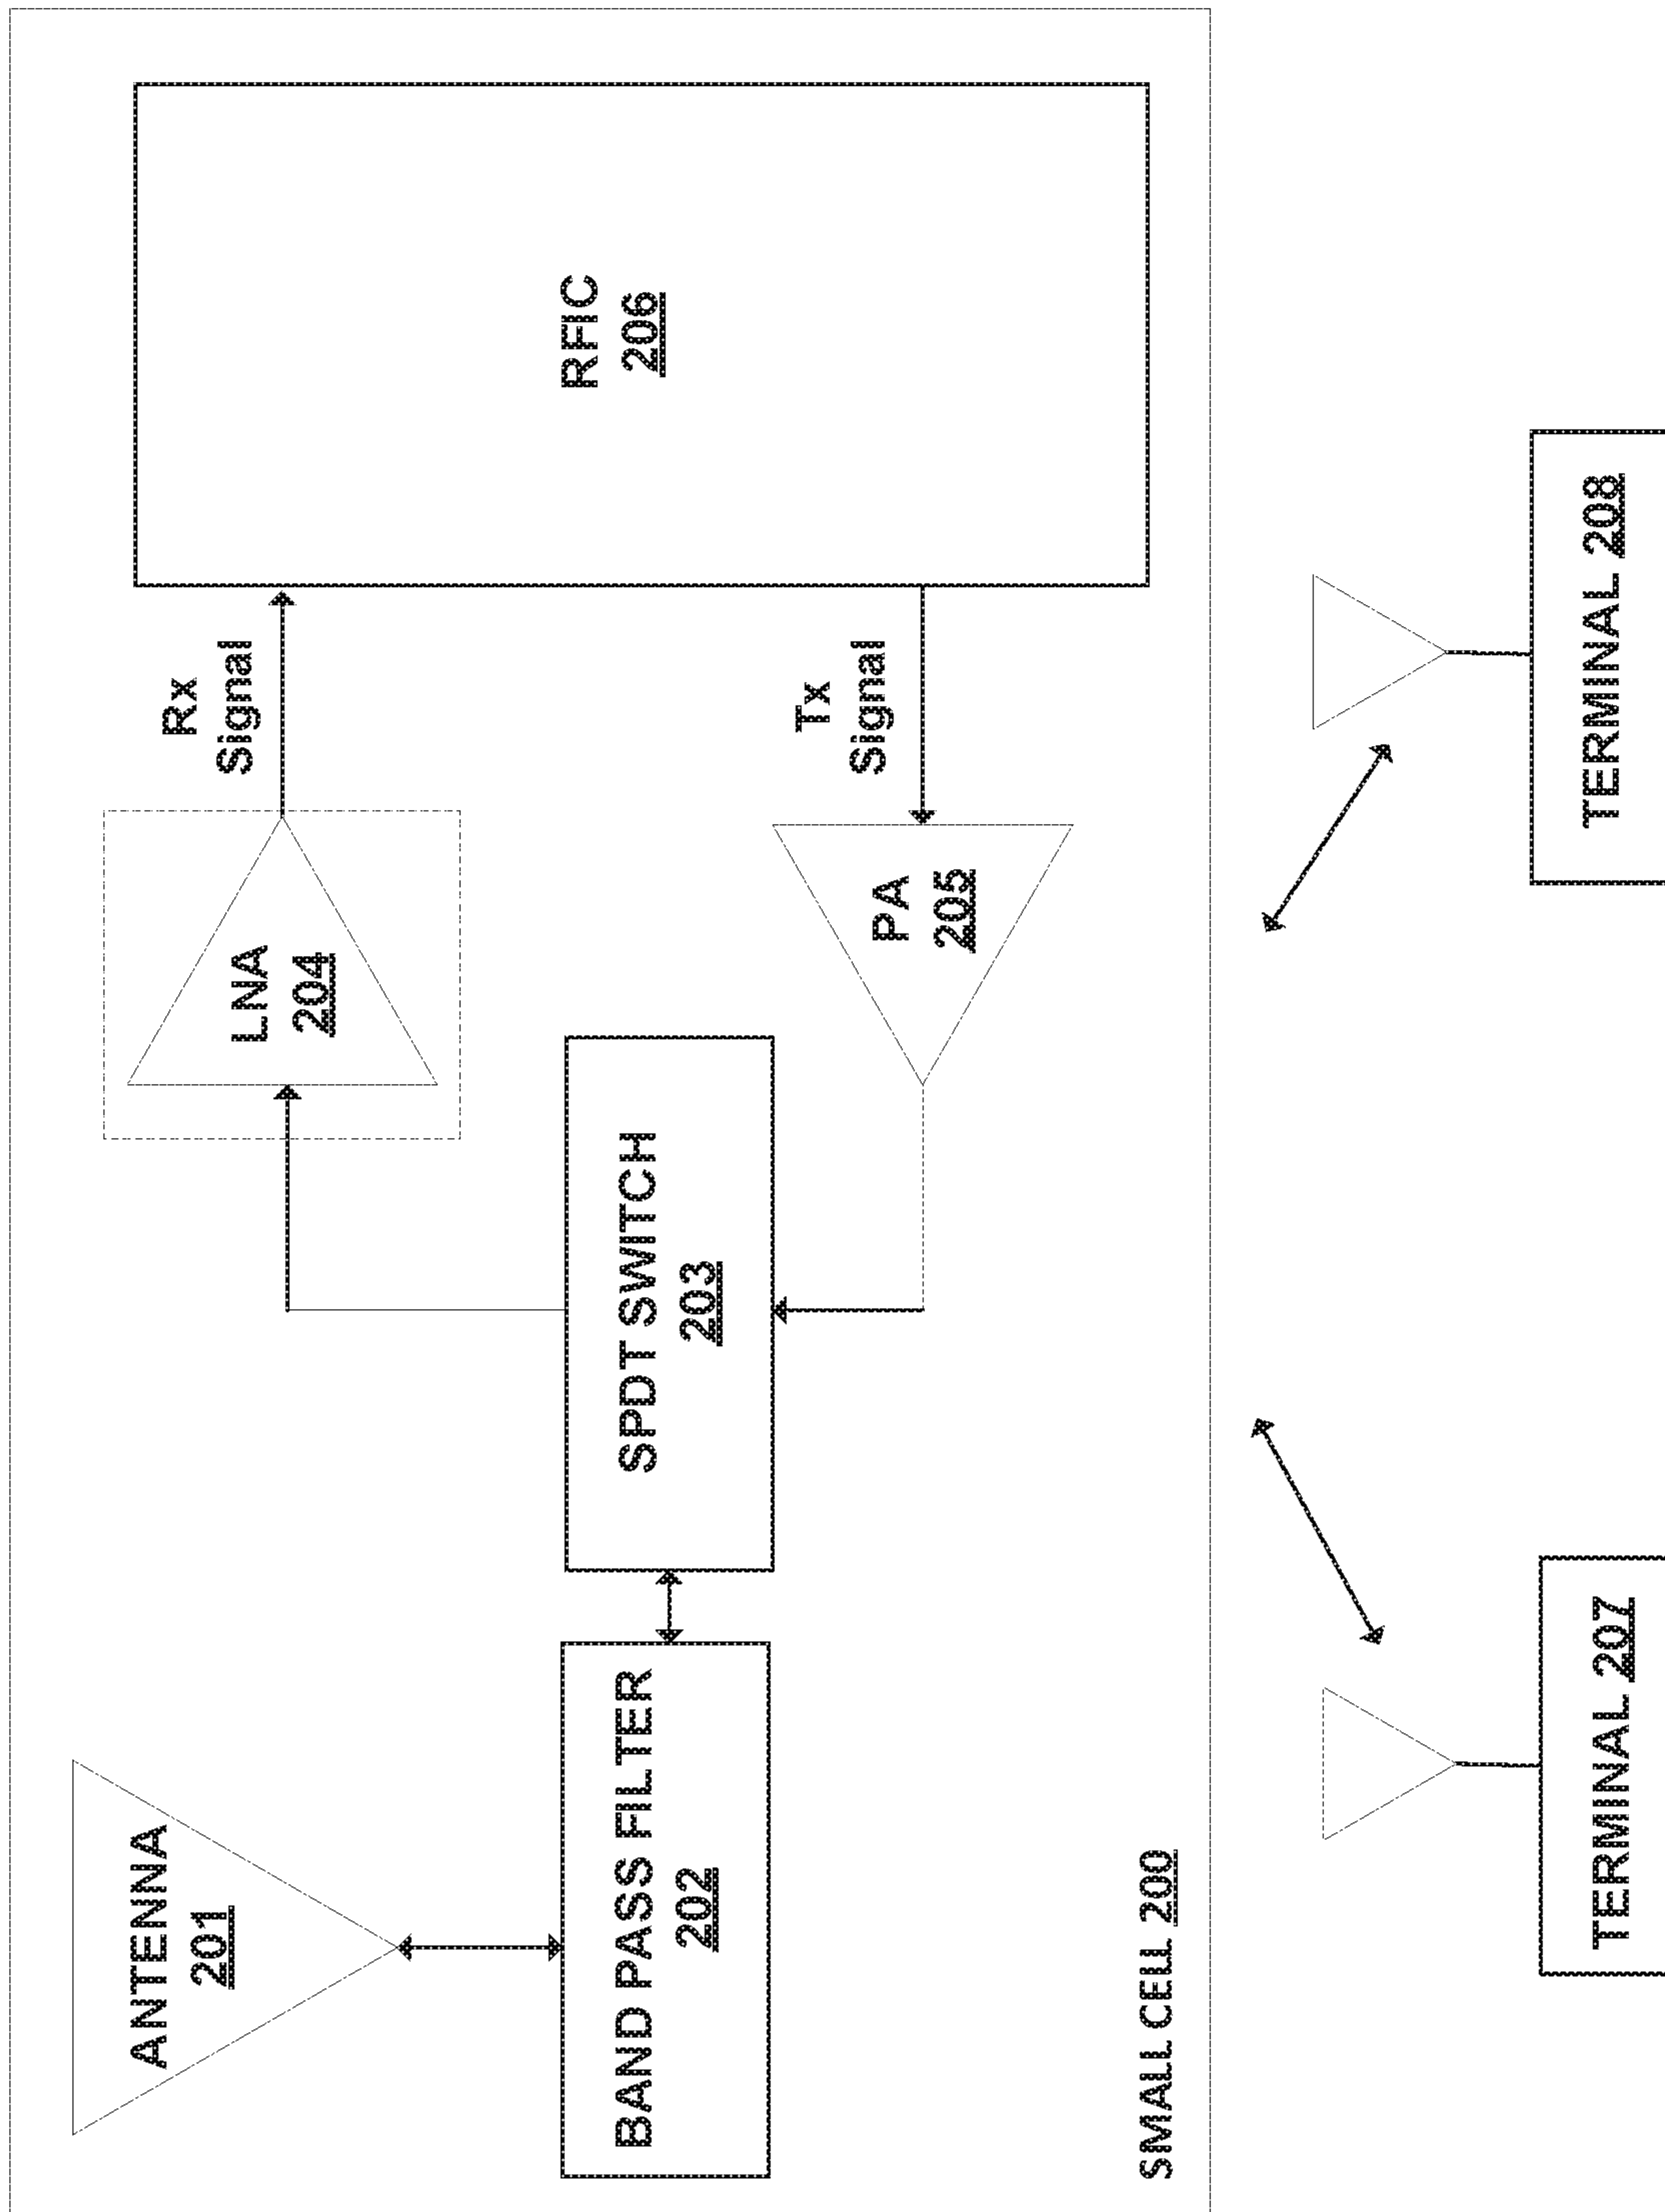 ANTENNA
201
BAND PASS FILTER
202
SPDT SWITCH
203
LNA
204
PA
205
Rx
Signal
Tx
Signal
RFIC
206
SMALL CELL 200
TERMINAL 207
TERMINAL 208